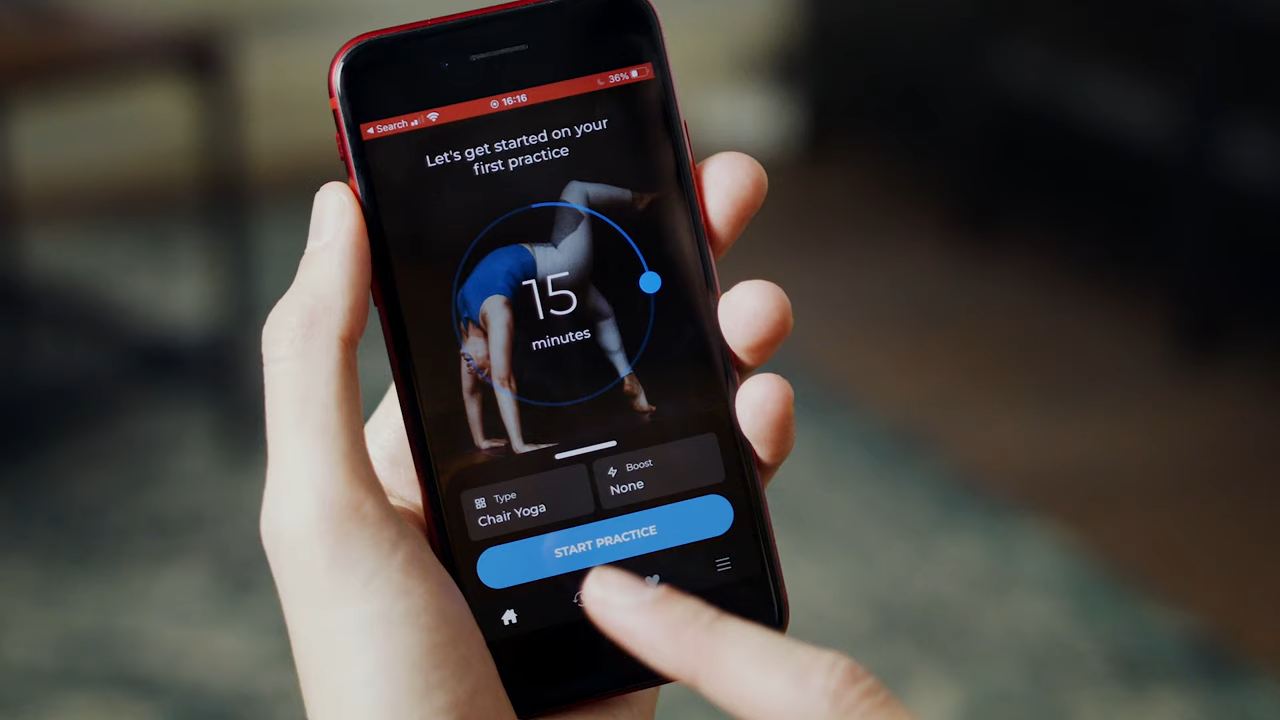 Search 16:16 36%
Let's get started on your
first practice
15
minutes
Type
Chair Yoga
Boost
None
START PRACTICE